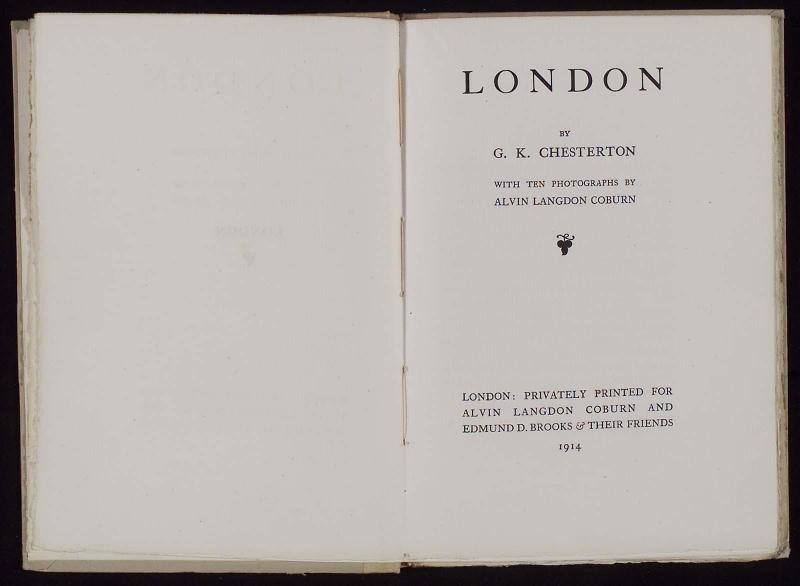 LONDON
BY
G. K. CHESTERTON
WITH TEN PHOTOGRAPHS BY
ALVIN LANGDON COBURN
LONDON: PRIVATELY PRINTED FOR
ALVIN LANGDON COBURN AND
EDMUND D. BROOKS & THEIR FRIENDS
1914